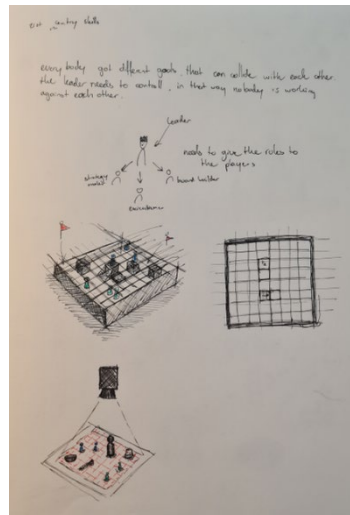 every body got different goals, that can collide with each other.
the leader needs to controll, in that way nobody is working
against each other.
Leader
needs to give the roles to
the players
strategy
board builder